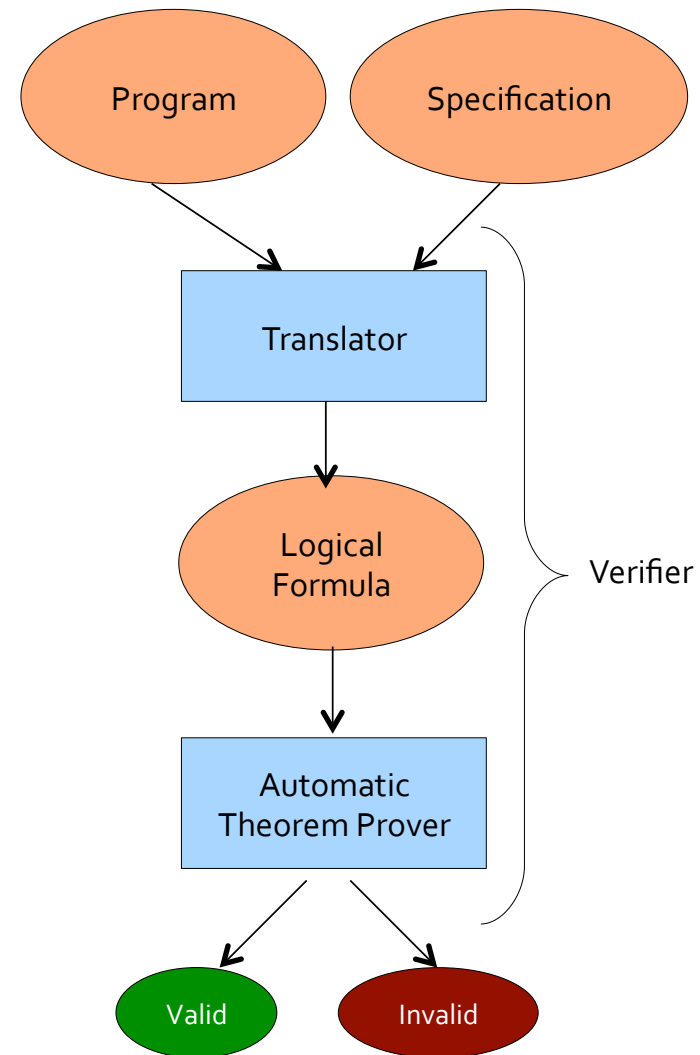 Program
Specification
Translator
Logical
Formula
Verifier
Automatic
Theorem Prover
Valid
Invalid